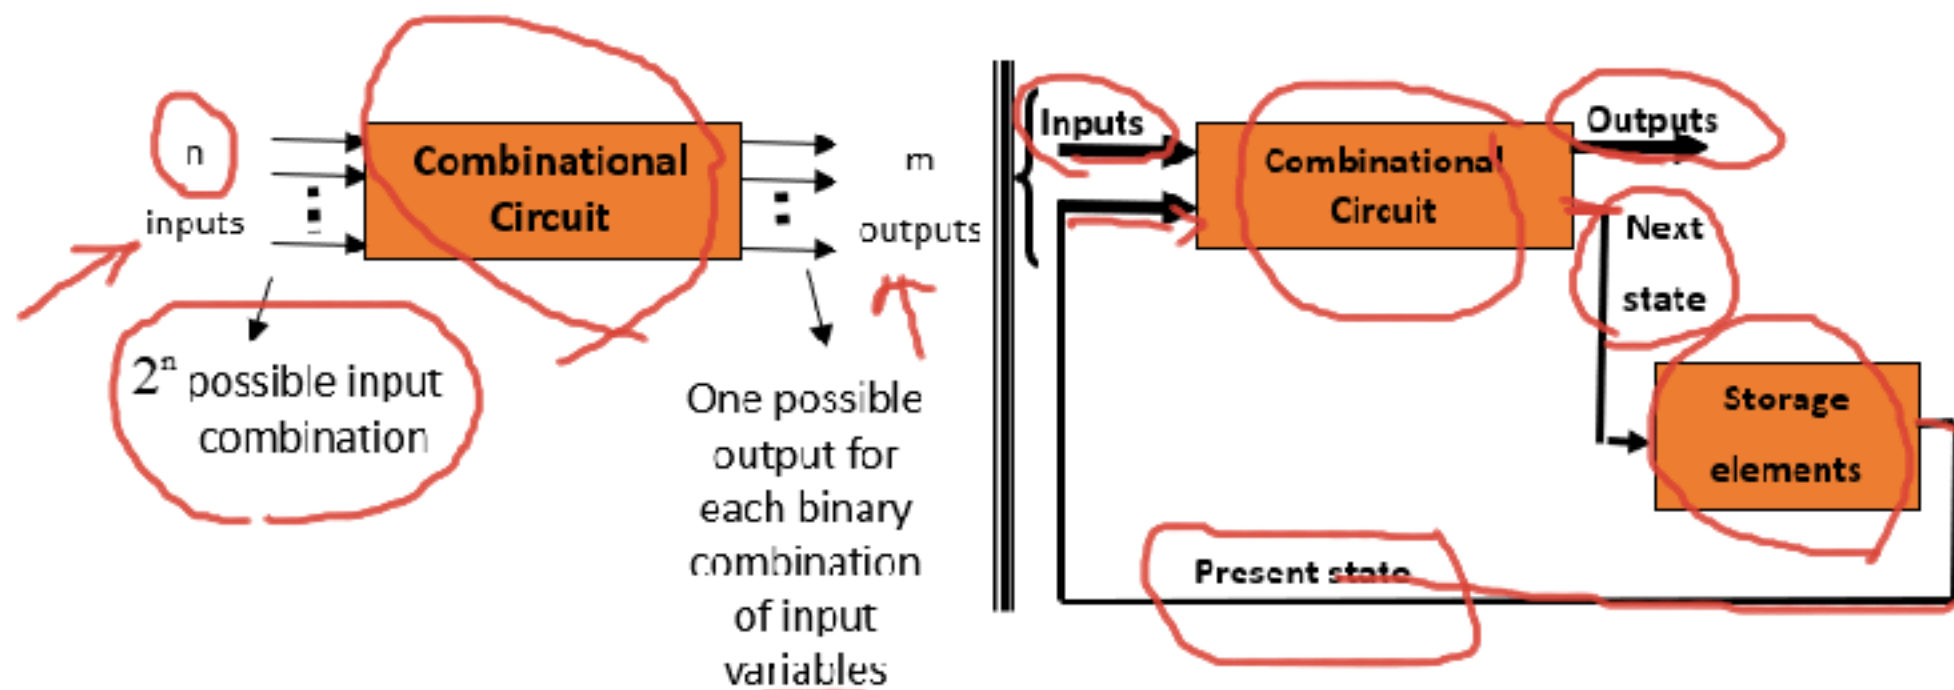 n
inputs
Combinational
Circuit
m
outputs
2ⁿ possible input
combination
One possible
output for
each binary
combination
of input
variables
Inputs
Combinational
Circuit
Outputs
Next
state
Storage
elements
Present state